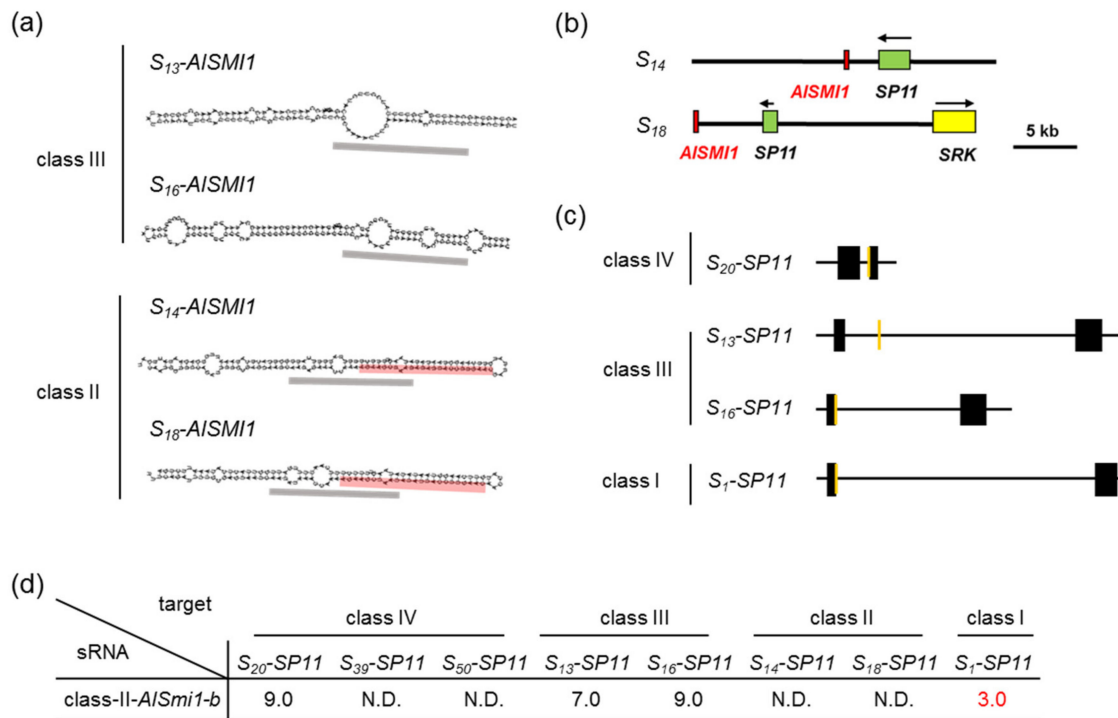 (a)
S13-AlSMI1
class III
S16-AlSMI1
S14-AlSMI1
class II
S18-AlSMI1
(b)
S14
AlSMI1 SP11
S18
AlSMI1 SP11 SRK
5 kb
(c)
class IV S20-SP11
S13-SP11
class III
S16-SP11
class I S1-SP11
(d)
target class IV class III class II class I
sRNA S20-SP11 S39-SP11 S50-SP11 S13-SP11 S16-SP11 S14-SP11 S18-SP11 S1-SP11
class-II-AlSmi1-b 9.0 N.D. N.D. 7.0 9.0 N.D. N.D. 3.0